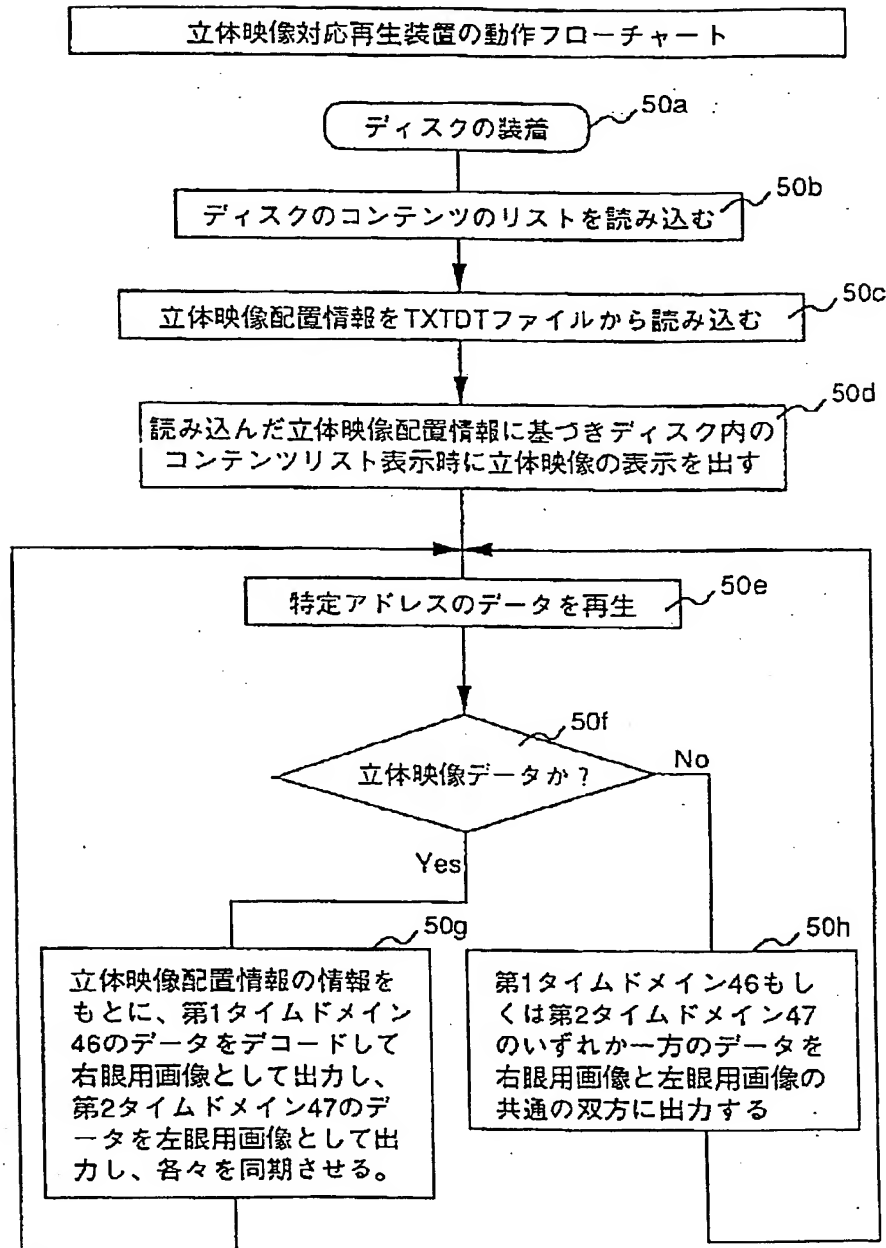 立体映像対応再生装置の動作フローチャート
ディスクの装着
50a
ディスクのコンテンツのリストを読み込む
50b
立体映像配置情報をTXTDTファイルから読み込む
50c
読み込んだ立体映像配置情報に基づきディスク内の
コンテンツリスト表示時に立体映像の表示を出す
50d
特定アドレスのデータを再生
50e
立体映像データか?
50f
No
Yes
50g
立体映像配置情報の情報を
もとに、第1タイムドメイン
46のデータをデコードして
右眼用画像として出力し、
第2タイムドメイン47のデ
ータを左眼用画像として出
力し、各々を同期させる。
50h
第1タイムドメイン46もし
くは第2タイムドメイン47
のいずれか一方のデータを
右眼用画像と左眼用画像の
共通の双方に出力する